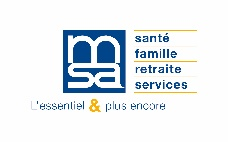 msa
santé
famille
retraite
services
L'essentiel & plus encore